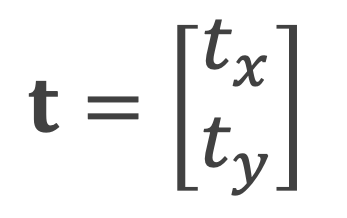 t = [t_x
t_y]